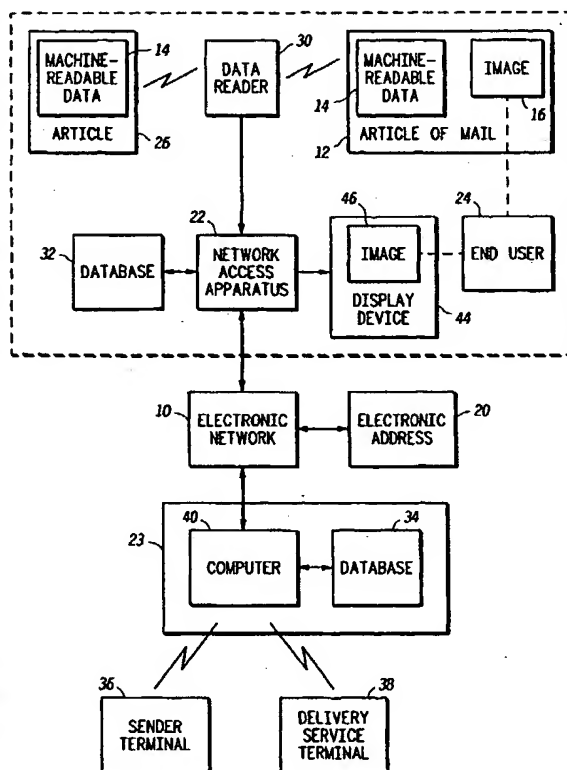 14
MACHINE-
READABLE
DATA
ARTICLE
26
30
DATA
READER
MACHINE-
READABLE
DATA
14
IMAGE
16
ARTICLE OF MAIL
12
22
NETWORK
ACCESS
APPARATUS
32
DATABASE
46
IMAGE
DISPLAY
DEVICE
44
24
END USER
10
ELECTRONIC
NETWORK
20
ELECTRONIC
ADDRESS
23
40
COMPUTER
34
DATABASE
36
SENDER
TERMINAL
38
DELIVERY
SERVICE
TERMINAL